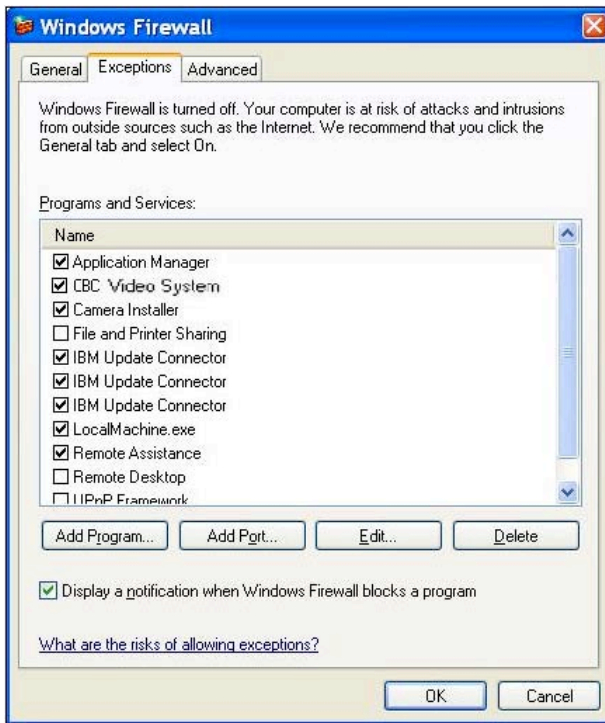 Windows Firewall
General Exceptions Advanced
Windows Firewall is turned off. Your computer is at risk of attacks and intrusions
from outside sources such as the Internet. We recommend that you click the
General tab and select On.
Programs and Services:
Name
Application Manager
CBC Video System
Camera Installer
File and Printer Sharing
IBM Update Connector
IBM Update Connector
IBM Update Connector
LocalMachine.exe
Remote Assistance
Remote Desktop
UPnP Framework
Add Program... Add Port... Edit... Delete
Display a notification when Windows Firewall blocks a program
What are the risks of allowing exceptions?
OK Cancel